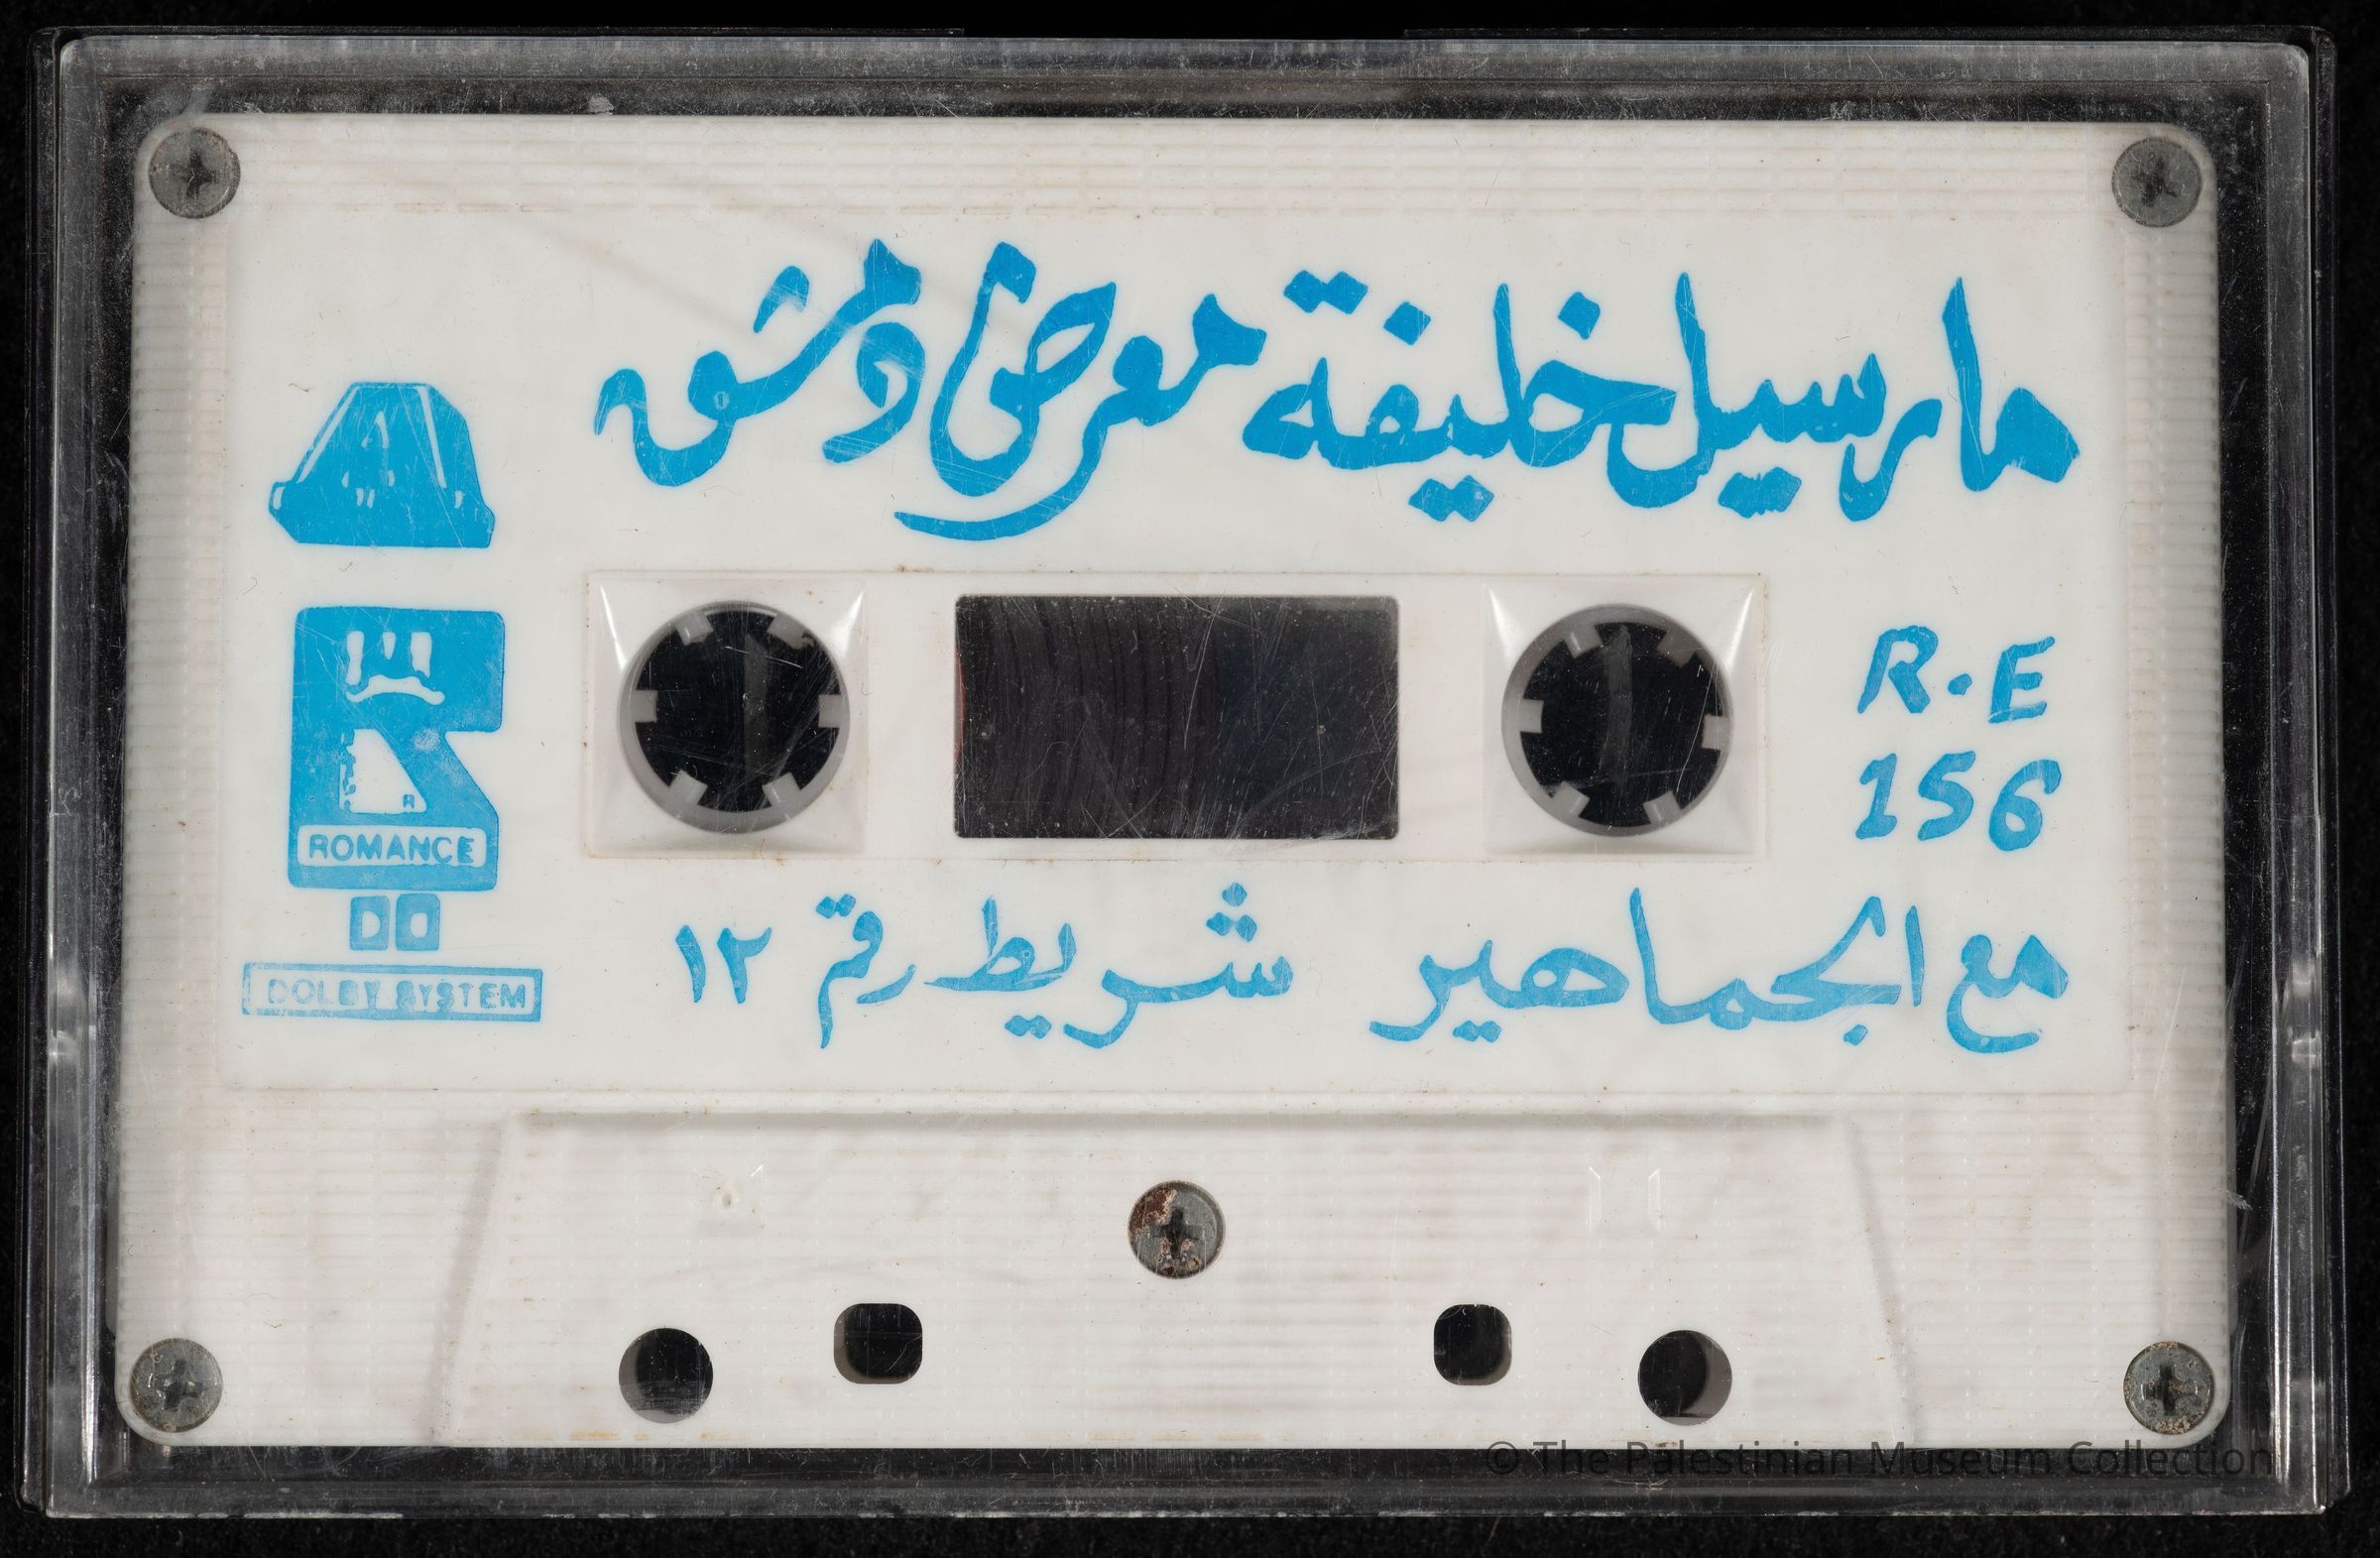 مارسيل خليفة معرض دمشق
R.E
156
مع الجماهير شريط رقم ١٢
أ
R
ROMANCE
DOLBY SYSTEM
© The Palestinian Museum Collection